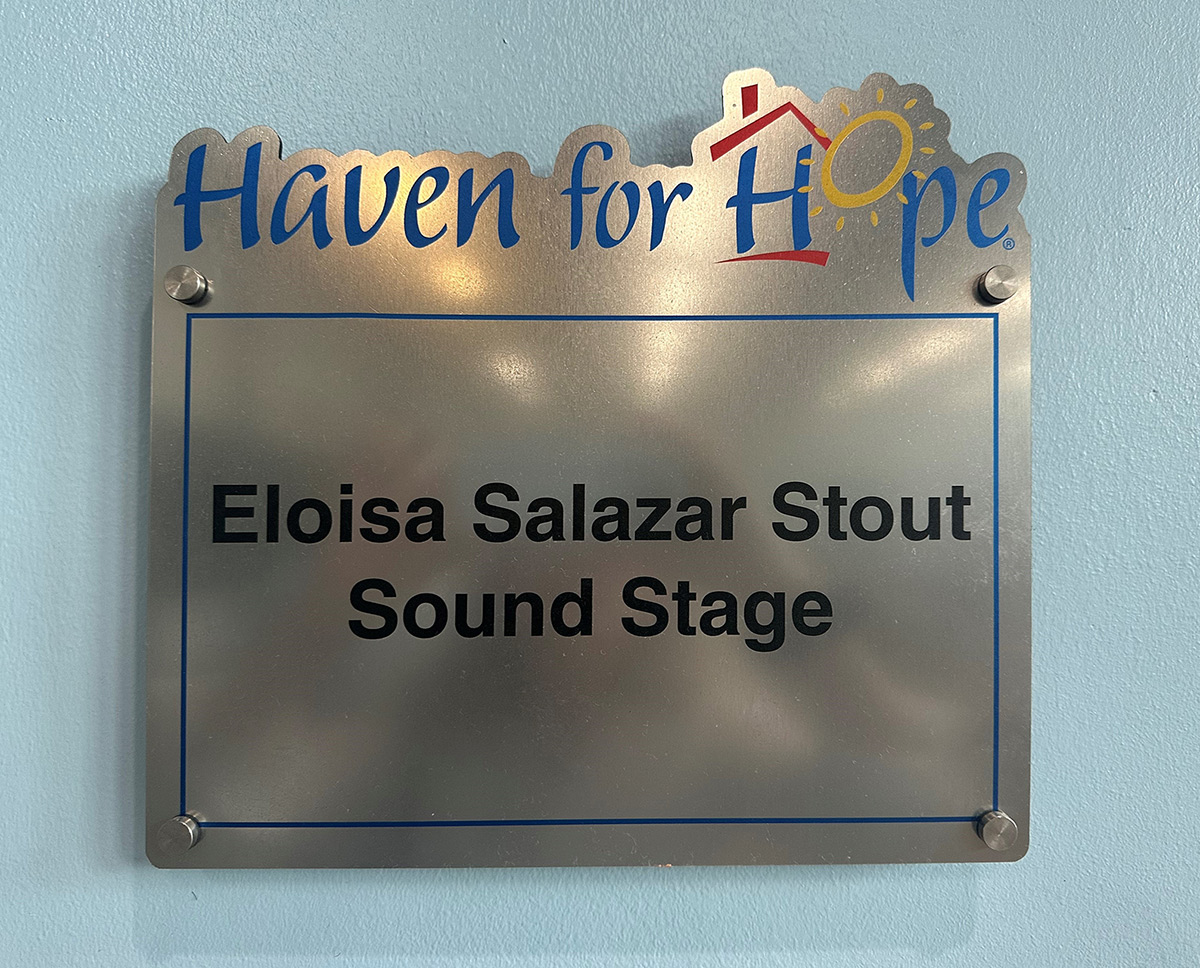 Haven for Hope®
Eloisa Salazar Stout
Sound Stage